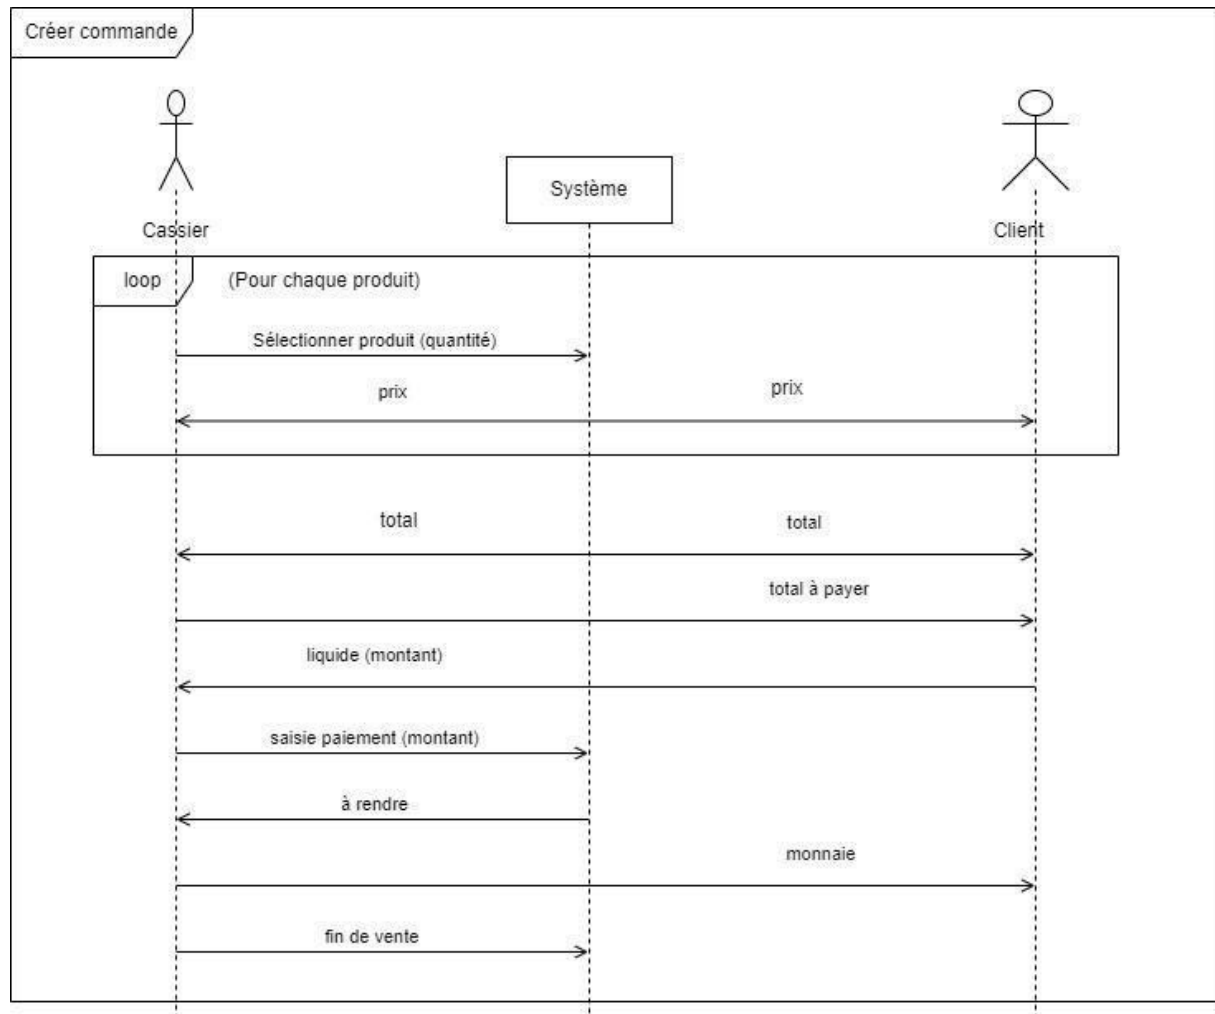 Créer commande
Système
Cassier
Client
loop
(Pour chaque produit)
Sélectionner produit (quantité)
prix
prix
total
total
total à payer
liquide (montant)
saisie paiement (montant)
à rendre
monnaie
fin de vente